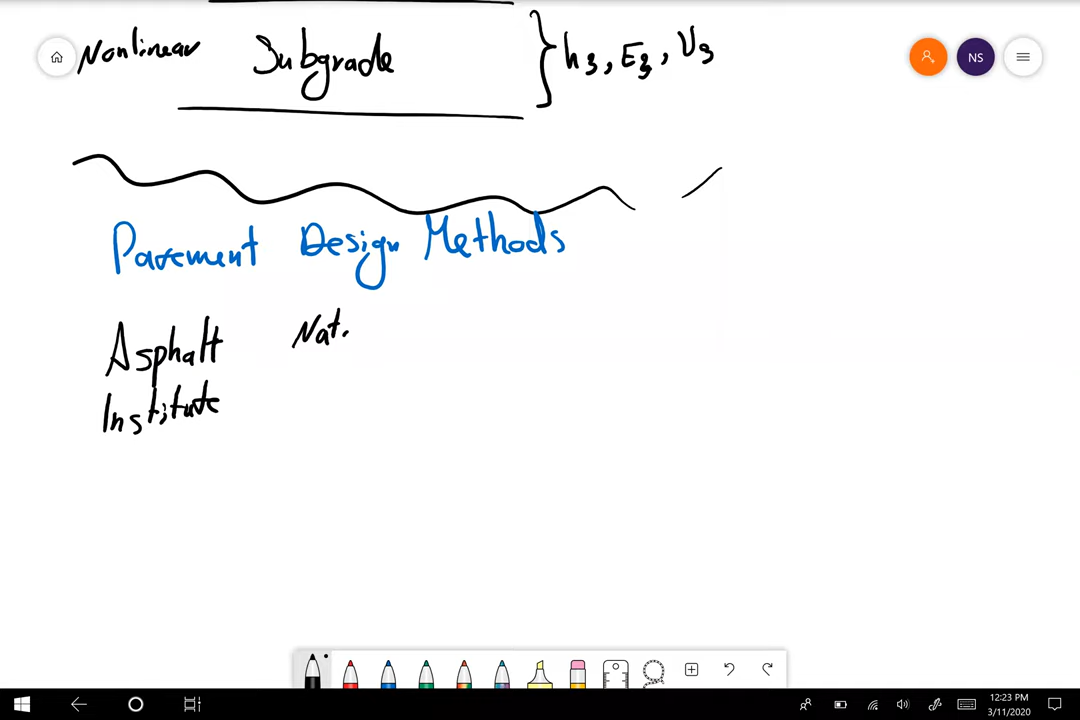 Nonlinear Subgrade h3, E3, ν3
NS
Pavement Design Methods
Asphalt Nat.
Institute
12:23 PM
3/11/2020